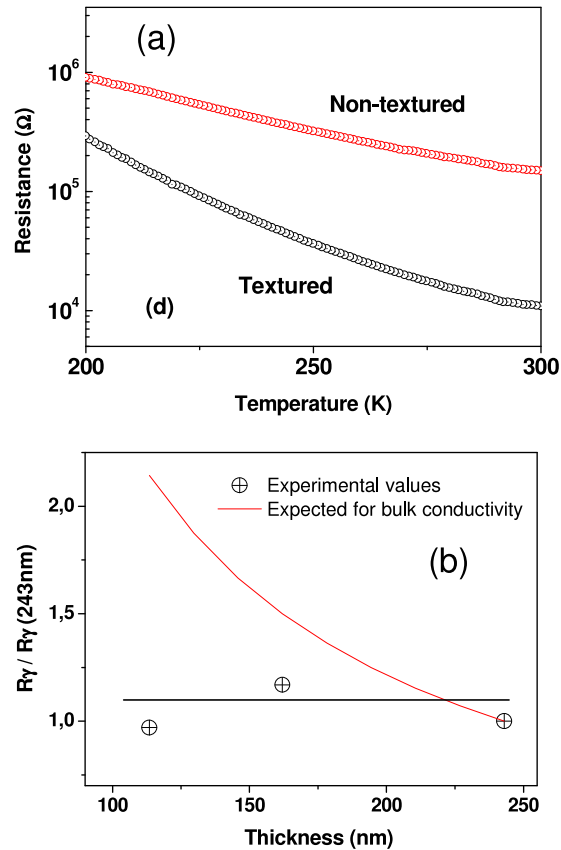 (a)
10^6
Non-textured
Resistance (Ω)
10^5
Textured
10^4
(d)
200
250
300
Temperature (K)
2,0
Experimental values
Expected for bulk conductivity
(b)
Rγ / Rγ (243nm)
1,5
1,0
100
150
200
250
Thickness (nm)